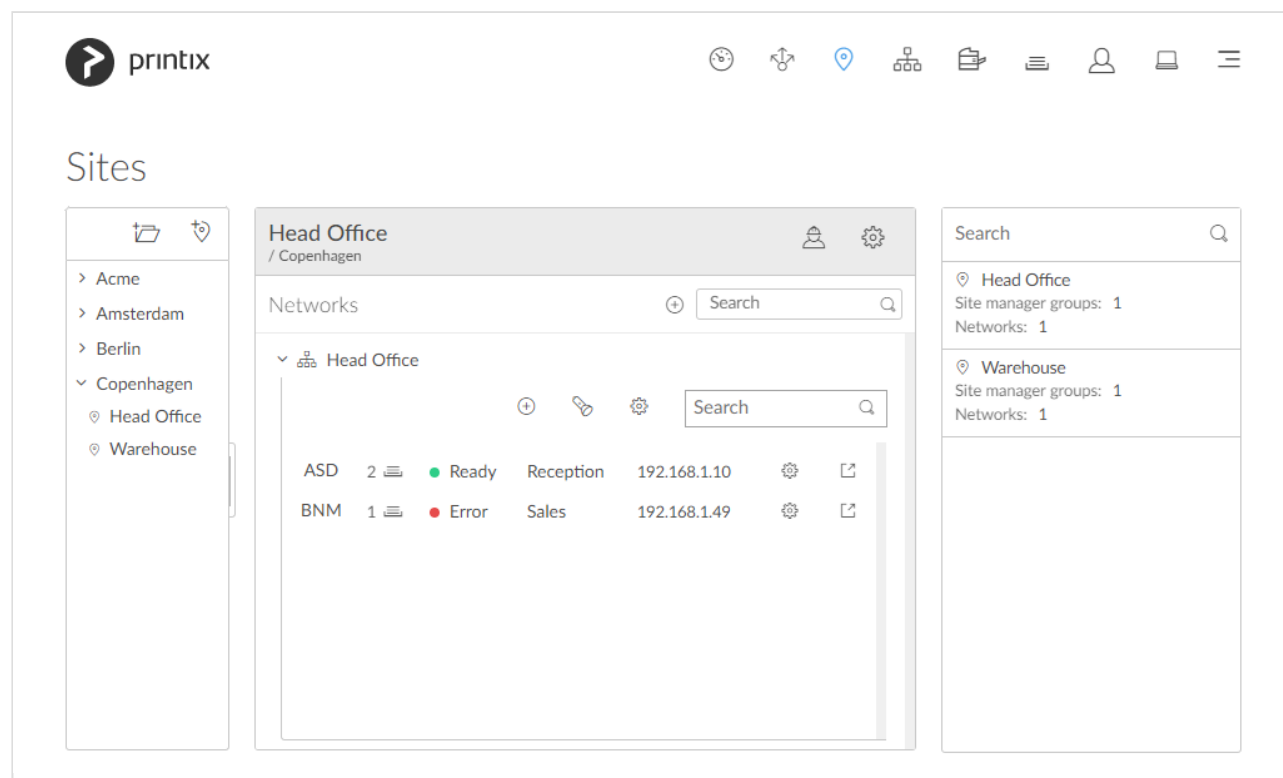 printix
Sites
Acme
Amsterdam
Berlin
Copenhagen
Head Office
Warehouse
Head Office
/ Copenhagen
Networks
Search
Head Office
Search
ASD 2 Ready Reception 192.168.1.10
BNM 1 Error Sales 192.168.1.49
Search
Head Office
Site manager groups: 1
Networks: 1
Warehouse
Site manager groups: 1
Networks: 1